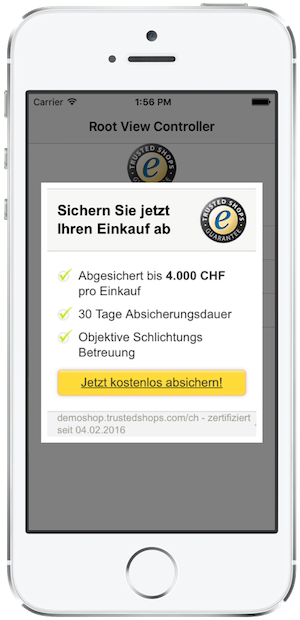 Carrier 1:56 PM
Root View Controller
Sichern Sie jetzt
Ihren Einkauf ab
TRUSTED SHOPS
e
GUARANTEE
Abgesichert bis 4.000 CHF
pro Einkauf
30 Tage Absicherungsdauer
Objektive Schlichtungs
Betreuung
Jetzt kostenlos absichern!
demoshop.trustedshops.com/ch - zertifiziert
seit 04.02.2016